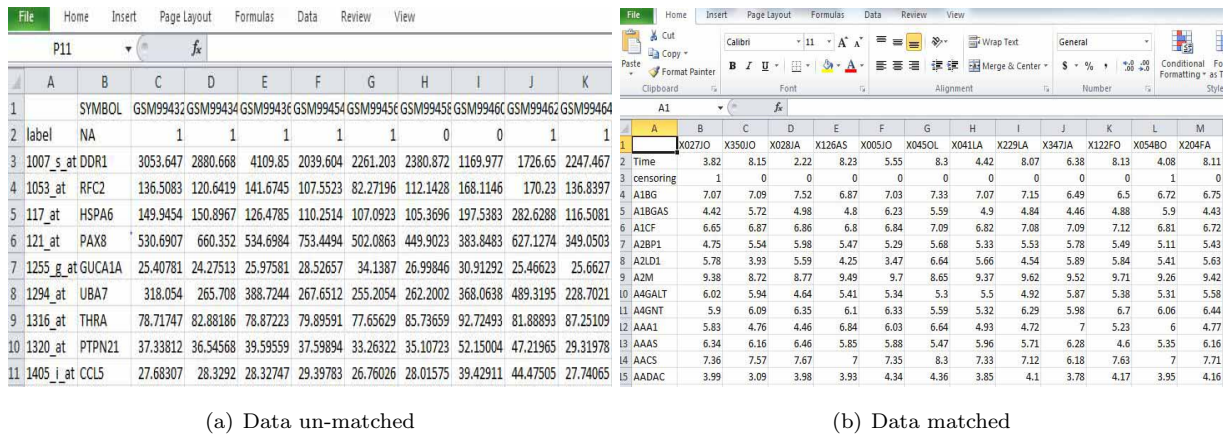 File Home Insert Page Layout Formulas Data Review View
P11 fx
A B C D E F G H I J K
1 SYMBOL GSM99432 GSM99434 GSM99436 GSM99454 GSM99456 GSM99458 GSM99460 GSM99462 GSM99464
2 label NA 1 1 1 1 1 0 0 1 1
3 1007_s_at DDR1 3053.647 2880.668 4109.85 2039.604 2261.203 2380.872 1169.977 1726.65 2247.467
4 1053_at RFC2 136.5083 120.6419 141.6745 107.5523 82.27196 112.1428 168.1146 170.23 136.8397
5 117_at HSPA6 149.9454 150.8967 126.4785 110.2514 107.0923 105.3696 197.5383 282.6288 116.5081
6 121_at PAX8 530.6907 660.352 534.6984 753.4494 502.0863 449.9023 383.8483 627.1274 349.0503
7 1255_g_at GUCA1A 25.40781 24.27513 25.97581 28.52657 34.1387 26.99846 30.91292 25.46623 25.6627
8 1294_at UBA7 318.054 265.708 388.7244 267.6512 255.2054 262.2002 368.0638 489.3195 228.7021
9 1316_at THRA 78.71747 82.88186 78.87223 79.89591 77.65629 85.73659 92.72493 81.88893 87.25109
10 1320_at PTPN21 37.33812 36.54568 39.59559 37.59894 33.26322 35.10723 52.15004 47.21965 29.31978
11 1405_i_at CCL5 27.68307 28.3292 28.32747 29.39783 26.76026 28.01575 39.42911 44.47505 27.74065
(a) Data un-matched
File Home Insert Page Layout Formulas Data Review View
Cut
Copy
Paste
Format Painter
Calibri 11 A A Wrap Text General
B I U A Merge & Center $ % , .0 .00 .00 .0
Conditional Fo
Formatting as T
Clipboard Font Alignment Number Style
A1 fx
A B C D E F G H I J K L M
1 X027JO X350JO X028JA X126AS X005JO X045OL X041LA X229LA X347JA X122FO X054BO X204FA
2 Time 3.82 8.15 2.22 8.23 5.55 8.3 4.42 8.07 6.38 8.13 4.08 8.11
3 censoring 1 0 0 0 0 0 0 0 0 0 1 0
4 A1BG 7.07 7.09 7.52 6.87 7.03 7.33 7.07 7.15 6.49 6.5 6.72 6.75
5 A1BGAS 4.42 5.72 4.98 4.8 6.23 5.59 4.9 4.84 4.46 4.88 5.9 4.43
6 A1CF 6.65 6.87 6.86 6.8 6.84 7.09 6.82 7.08 7.09 7.12 6.81 6.72
7 A2BP1 4.75 5.54 5.98 5.47 5.29 5.68 5.33 5.53 5.78 5.49 5.11 5.43
8 A2LD1 5.78 3.93 5.59 4.25 3.47 6.64 5.66 4.54 5.89 5.84 5.41 5.63
9 A2M 9.38 8.72 8.77 9.49 9.7 8.65 9.37 9.62 9.52 9.71 9.26 9.42
10 A4GALT 6.02 5.94 4.64 5.41 5.34 5.3 5.5 4.92 5.87 5.38 5.31 5.58
11 A4GNT 5.9 6.09 6.35 6.1 6.33 5.59 5.32 6.29 5.98 6.7 6.06 6.44
12 AAA1 5.83 4.76 4.46 6.84 6.03 6.64 4.93 4.72 7 5.23 6 4.77
13 AAAS 6.34 6.16 6.46 5.85 5.88 5.47 5.96 5.71 6.28 4.6 5.35 6.16
14 AACS 7.36 7.57 7.67 7 7.35 8.3 7.33 7.12 6.18 7.63 7 7.71
15 AADAC 3.99 3.09 3.98 3.93 4.34 4.36 3.85 4.1 3.78 4.17 3.95 4.16
(b) Data matched